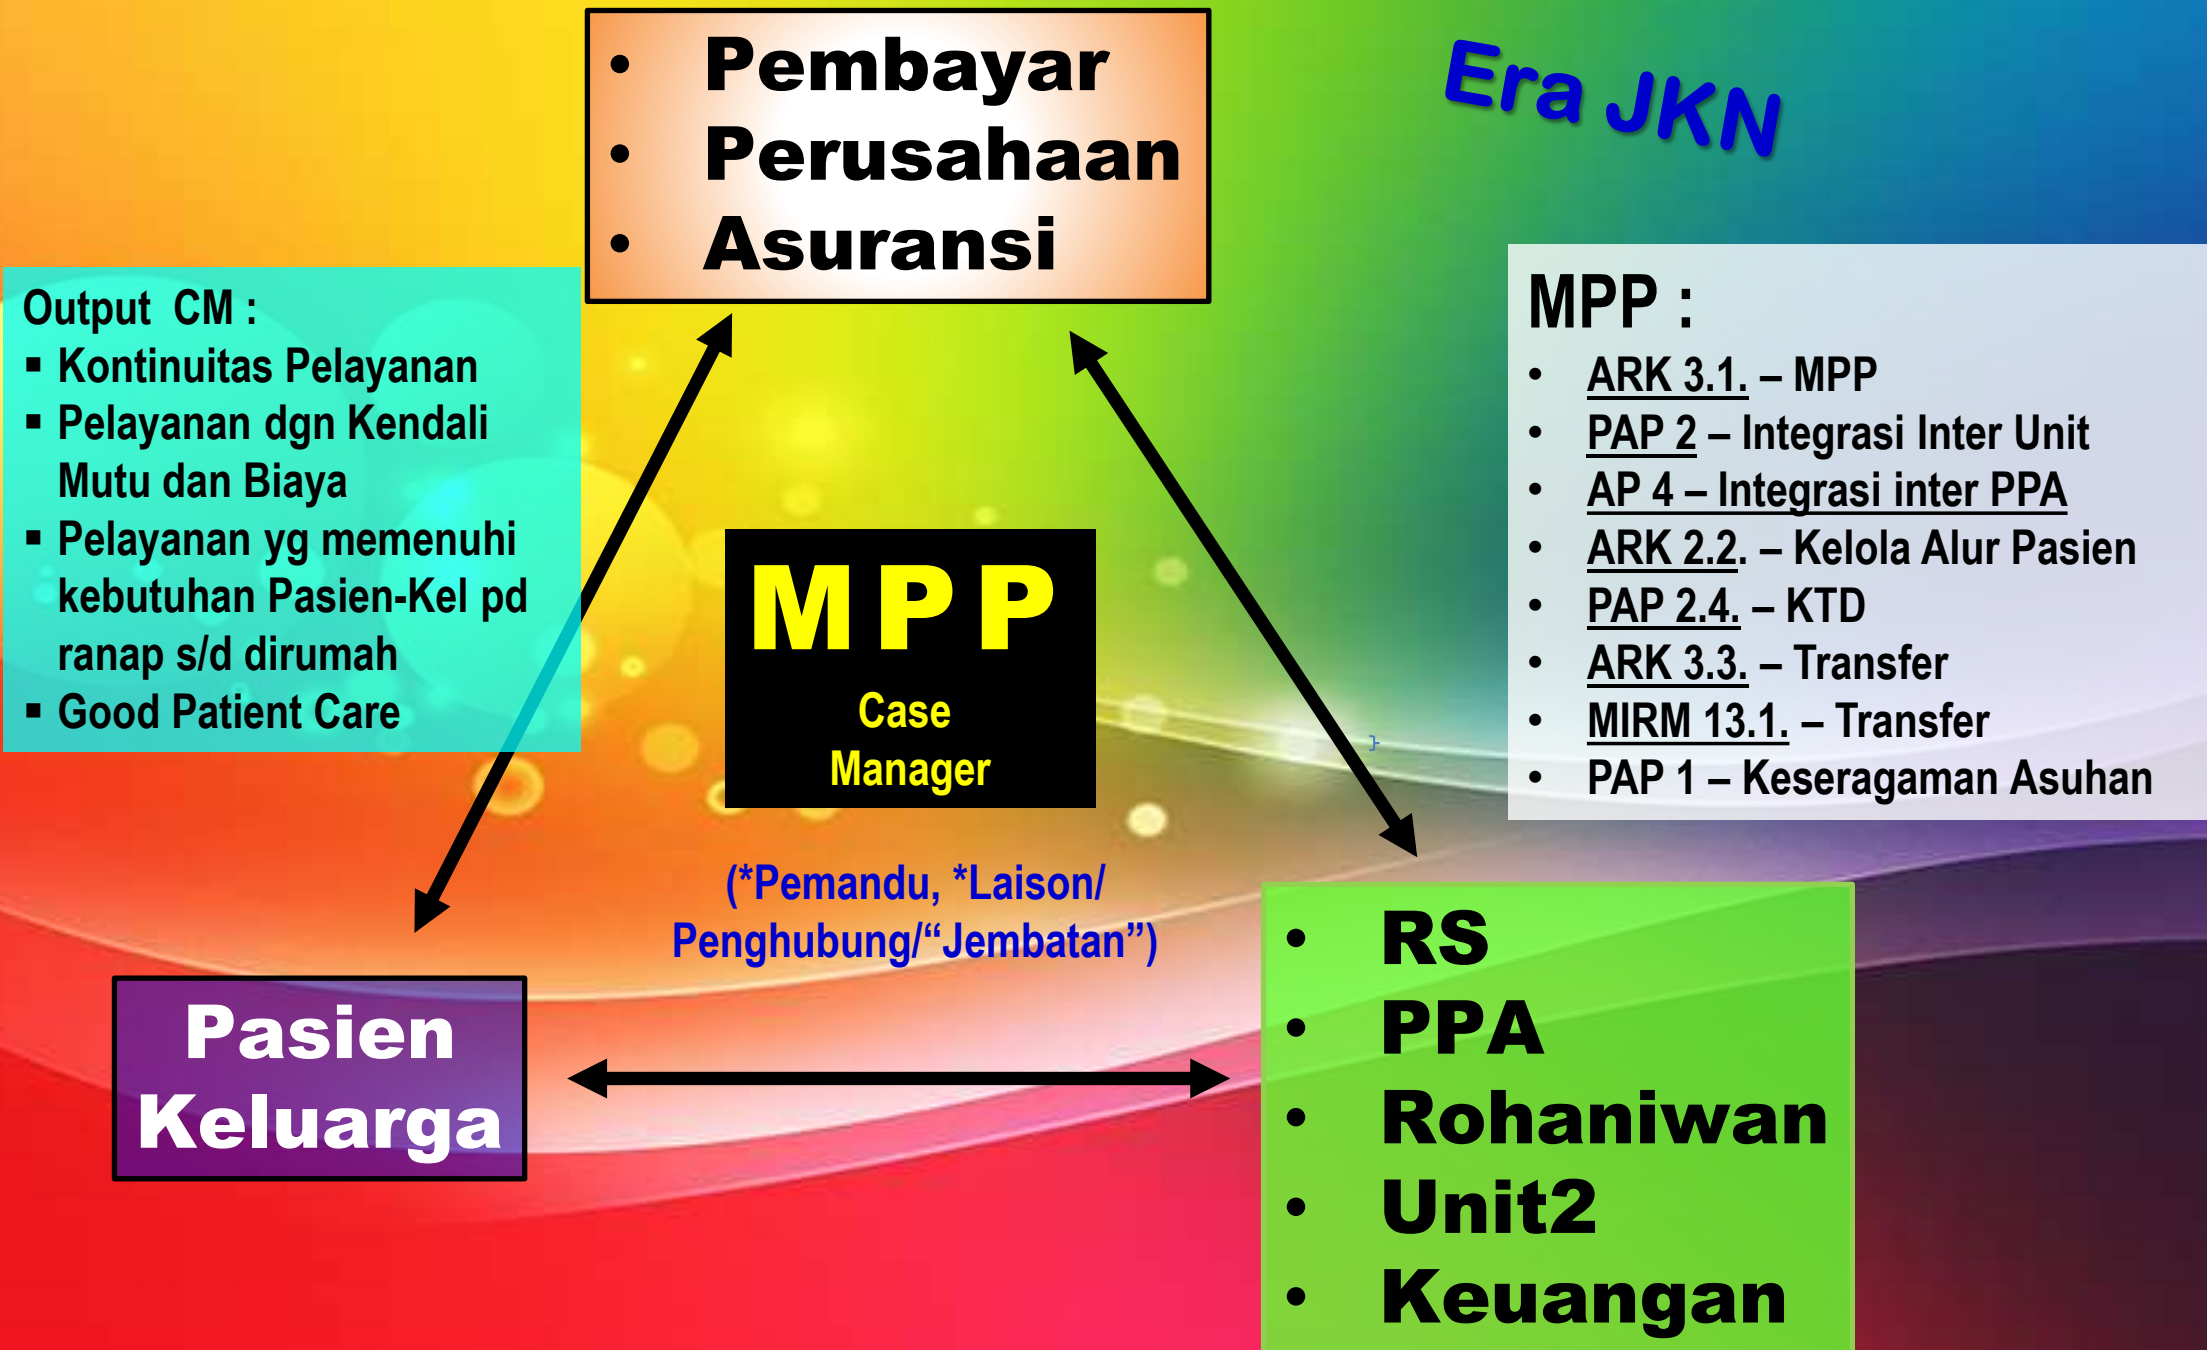 • Pembayar
• Perusahaan
• Asuransi
Era JKN
Output CM :
▪ Kontinuitas Pelayanan
▪ Pelayanan dgn Kendali
Mutu dan Biaya
▪ Pelayanan yg memenuhi
kebutuhan Pasien-Kel pd
ranap s/d dirumah
▪ Good Patient Care
MPP :
• ARK 3.1. – MPP
• PAP 2 – Integrasi Inter Unit
• AP 4 – Integrasi inter PPA
• ARK 2.2. – Kelola Alur Pasien
• PAP 2.4. – KTD
• ARK 3.3. – Transfer
• MIRM 13.1. – Transfer
• PAP 1 – Keseragaman Asuhan
MPP
Case
Manager
}
(*Pemandu, *Laison/
Penghubung/“Jembatan”)
Pasien
Keluarga
• RS
• PPA
• Rohaniwan
• Unit2
• Keuangan